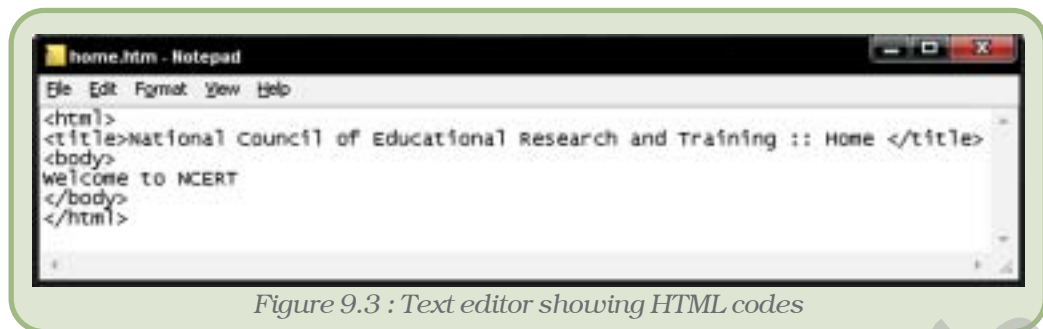 home.htm - Notepad
File Edit Format View Help
<html>
<title>National Council of Educational Research and Training :: Home </title>
<body>
Welcome to NCERT
</body>
</html>
Figure 9.3 : Text editor showing HTML codes